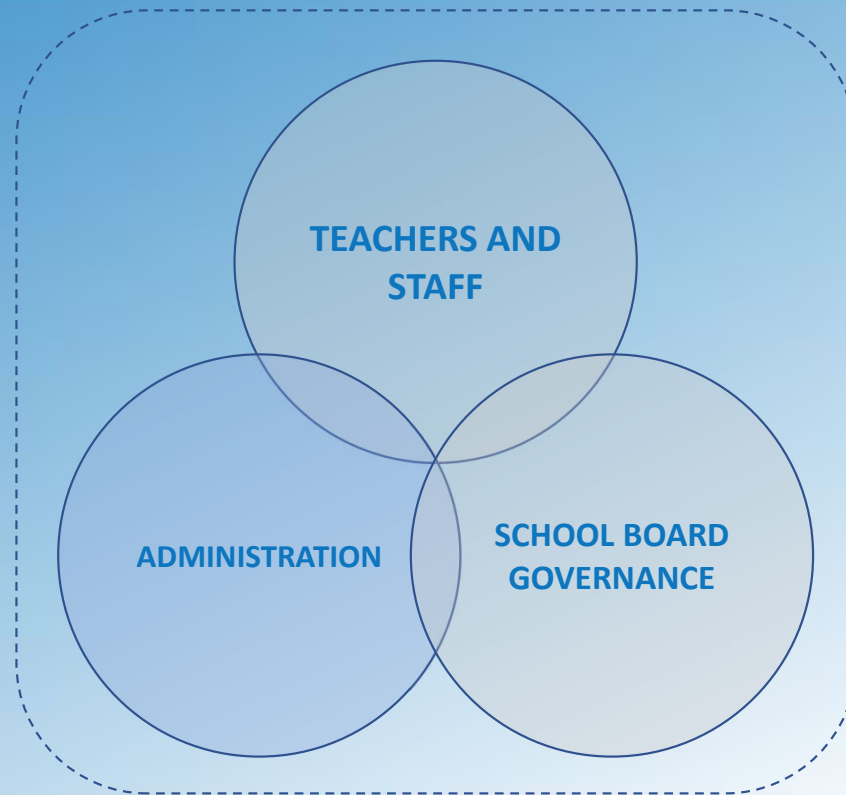 TEACHERS AND
STAFF
ADMINISTRATION
SCHOOL BOARD
GOVERNANCE